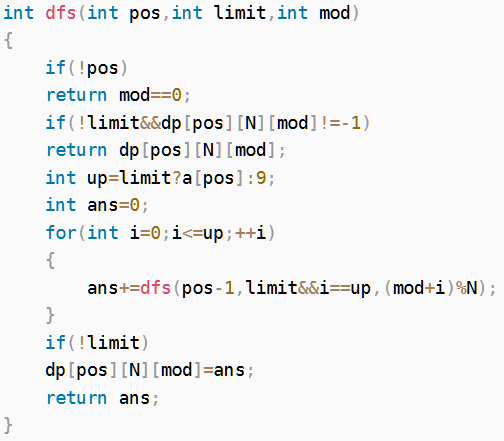 int dfs(int pos,int limit,int mod)
{
    if(!pos)
    return mod==0;
    if(!limit&&dp[pos][N][mod]!=-1)
    return dp[pos][N][mod];
    int up=limit?a[pos]:9;
    int ans=0;
    for(int i=0;i<=up;++i)
    {
        ans+=dfs(pos-1,limit&&i==up,(mod+i)%N);
    }
    if(!limit)
    dp[pos][N][mod]=ans;
    return ans;
}